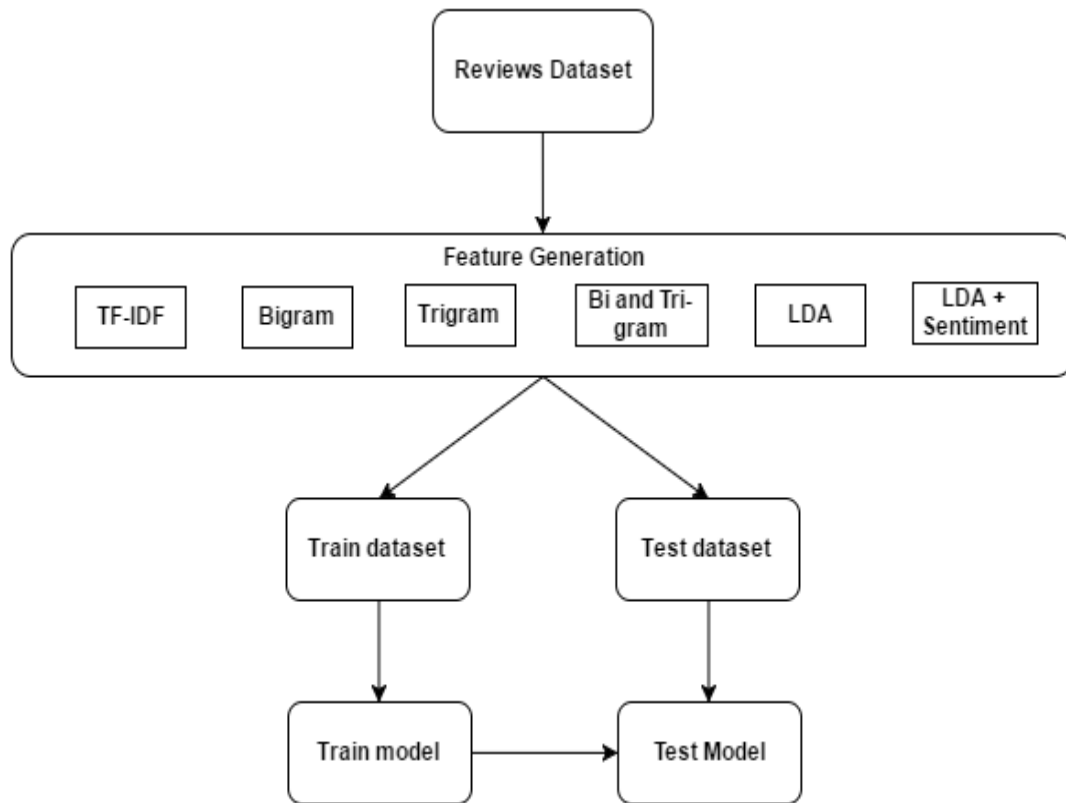 Reviews Dataset
Feature Generation
TF-IDF
Bigram
Trigram
Bi and Tri-
gram
LDA
LDA +
Sentiment
Train dataset
Test dataset
Train model
Test Model